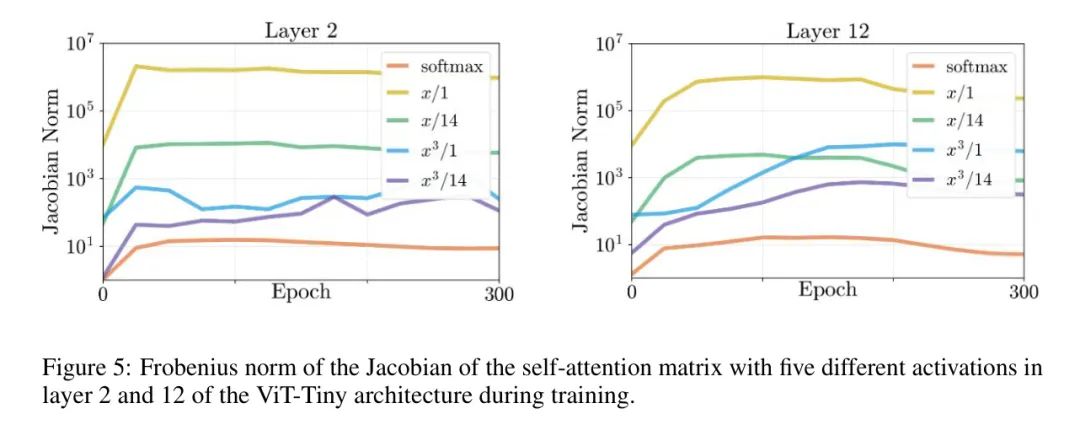 Layer 2
10^7
10^5
10^3
10^1
Jacobian Norm
softmax
x/1
x/14
x^3/1
x^3/14
0
Epoch
300
Layer 12
10^7
10^5
10^3
10^1
Jacobian Norm
softmax
x/1
x/14
x^3/1
x^3/14
0
Epoch
300
Figure 5: Frobenius norm of the Jacobian of the self-attention matrix with five different activations in
layer 2 and 12 of the ViT-Tiny architecture during training.